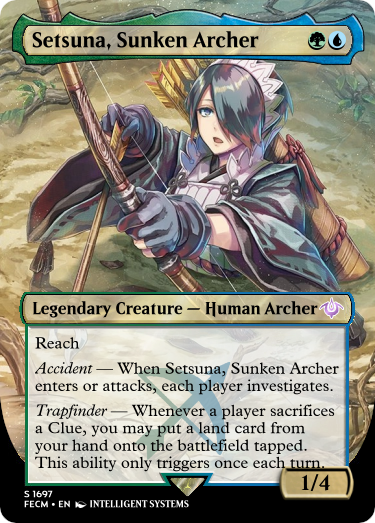 Setsuna, Sunken Archer
Legendary Creature — Human Archer
Reach
Accident — When Setsuna, Sunken Archer
enters or attacks, each player investigates.
Trapfinder — Whenever a player sacrifices
a Clue, you may put a land card from
your hand onto the battlefield tapped.
This ability only triggers once each turn.
1/4
S 1697
FECM • EN INTELLIGENT SYSTEMS